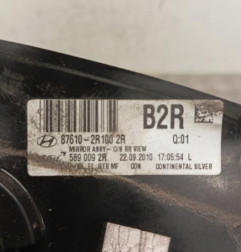 B2R
87610-2R100 2R
Q:01
MIRROR ASSY-O/S RR VIEW
589 009 2R 22.09.2010 17:05:54 L
CONTINENTAL SILVER